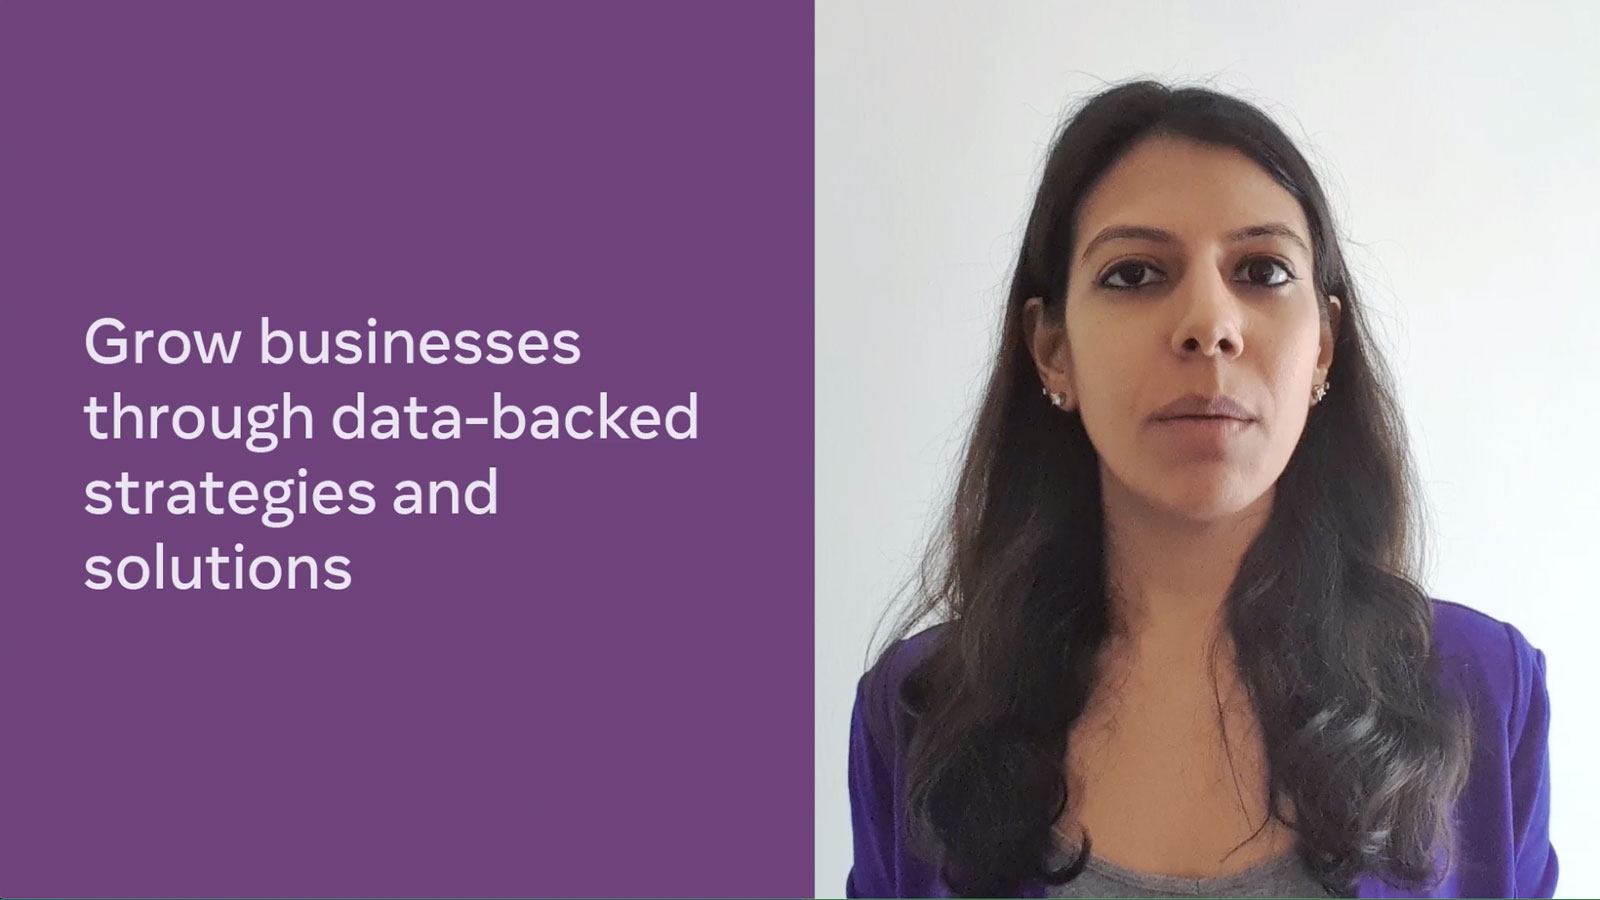 Grow businesses
through data-backed
strategies and
solutions